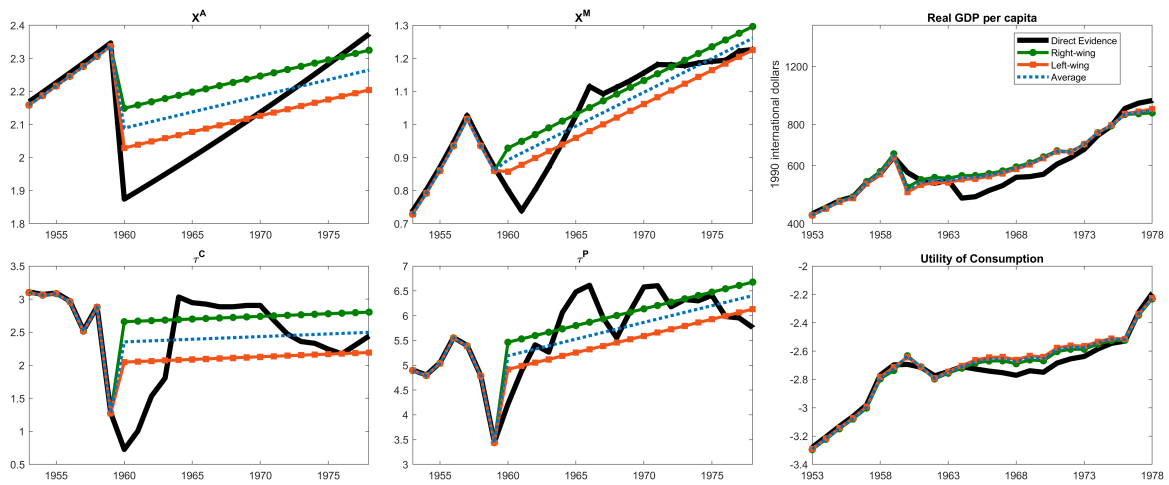 X^A
2.4
2.3
2.2
2.1
2
1.9
1.8
1955 1960 1965 1970 1975
X^M
1.3
1.2
1.1
1
0.9
0.8
0.7
1955 1960 1965 1970 1975
Real GDP per capita
Direct Evidence
Right-wing
Left-wing
Average
1990 international dollars
1200
800
600
400
1953 1958 1963 1968 1973 1978
τ^C
3.5
3
2.5
2
1.5
1
0.5
1955 1960 1965 1970 1975
τ^P
7
6.5
6
5.5
5
4.5
4
3.5
3
1955 1960 1965 1970 1975
Utility of Consumption
-2
-2.2
-2.4
-2.6
-2.8
-3
-3.2
-3.4
1953 1958 1963 1968 1973 1978